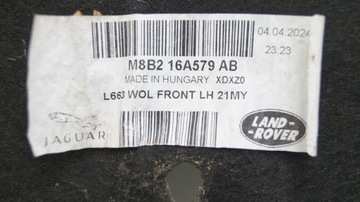 04.04.2024
23.23
M8B2 16A579 AB
MADE IN HUNGARY XDXZ0
L663 WOL FRONT LH 21MY
JAGUAR
LAND-
ROVER